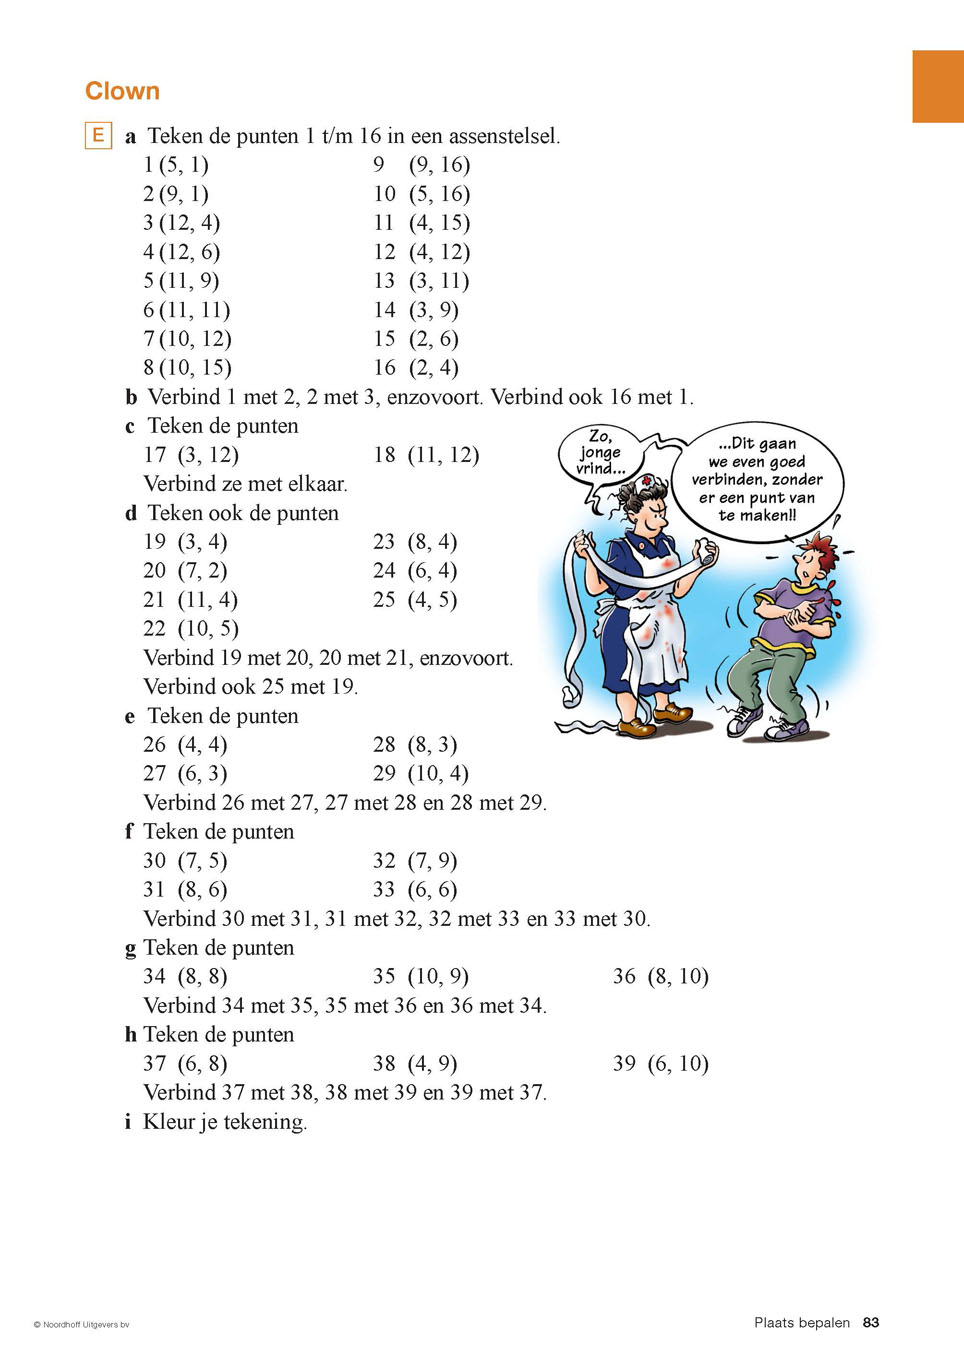 Clown
E a Teken de punten 1 t/m 16 in een assenstelsel.
1 (5, 1) 9 (9, 16)
2 (9, 1) 10 (5, 16)
3 (12, 4) 11 (4, 15)
4 (12, 6) 12 (4, 12)
5 (11, 9) 13 (3, 11)
6 (11, 11) 14 (3, 9)
7 (10, 12) 15 (2, 6)
8 (10, 15) 16 (2, 4)
b Verbind 1 met 2, 2 met 3, enzovoort. Verbind ook 16 met 1.
c Teken de punten
17 (3, 12) 18 (11, 12)
Verbind ze met elkaar.
d Teken ook de punten
19 (3, 4) 23 (8, 4)
20 (7, 2) 24 (6, 4)
21 (11, 4) 25 (4, 5)
22 (10, 5)
Verbind 19 met 20, 20 met 21, enzovoort.
Verbind ook 25 met 19.
Zo,
jonge
vrind...
...Dit gaan
we even goed
verbinden, zonder
er een punt van
te maken!!
e Teken de punten
26 (4, 4) 28 (8, 3)
27 (6, 3) 29 (10, 4)
Verbind 26 met 27, 27 met 28 en 28 met 29.
f Teken de punten
30 (7, 5) 32 (7, 9)
31 (8, 6) 33 (6, 6)
Verbind 30 met 31, 31 met 32, 32 met 33 en 33 met 30.
g Teken de punten
34 (8, 8) 35 (10, 9) 36 (8, 10)
Verbind 34 met 35, 35 met 36 en 36 met 34.
h Teken de punten
37 (6, 8) 38 (4, 9) 39 (6, 10)
Verbind 37 met 38, 38 met 39 en 39 met 37.
i Kleur je tekening.
© Noordhoff Uitgevers bv
Plaats bepalen 83